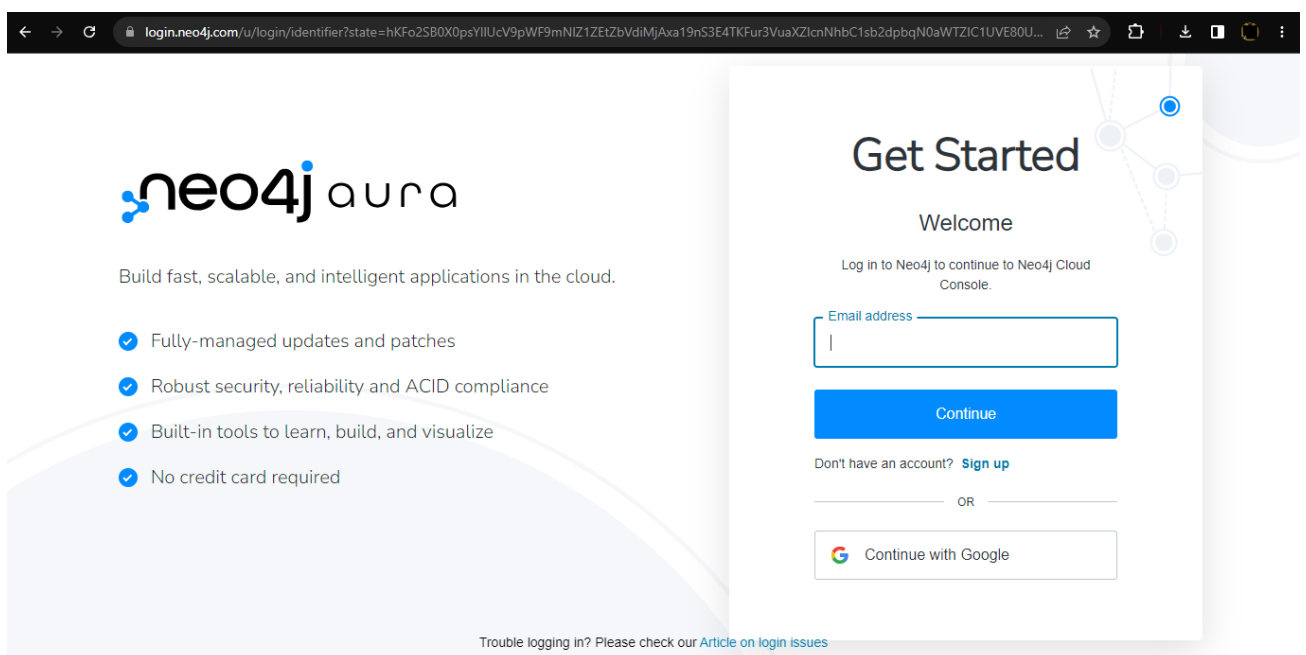 login.neo4j.com/u/login/identifier?state=hKFo2SB0X0psYllUcV9pWF9mNlZ1ZEtZbVdiMjAxa19nS3E4TKFur3VuaXZlcnNhbC1sb2dpbqN0aWTZIC1UVE80U...
neo4j aura
Build fast, scalable, and intelligent applications in the cloud.
Fully-managed updates and patches
Robust security, reliability and ACID compliance
Built-in tools to learn, build, and visualize
No credit card required
Get Started
Welcome
Log in to Neo4j to continue to Neo4j Cloud
Console.
Email address
Continue
Don't have an account? Sign up
OR
Continue with Google
Trouble logging in? Please check our Article on login issues